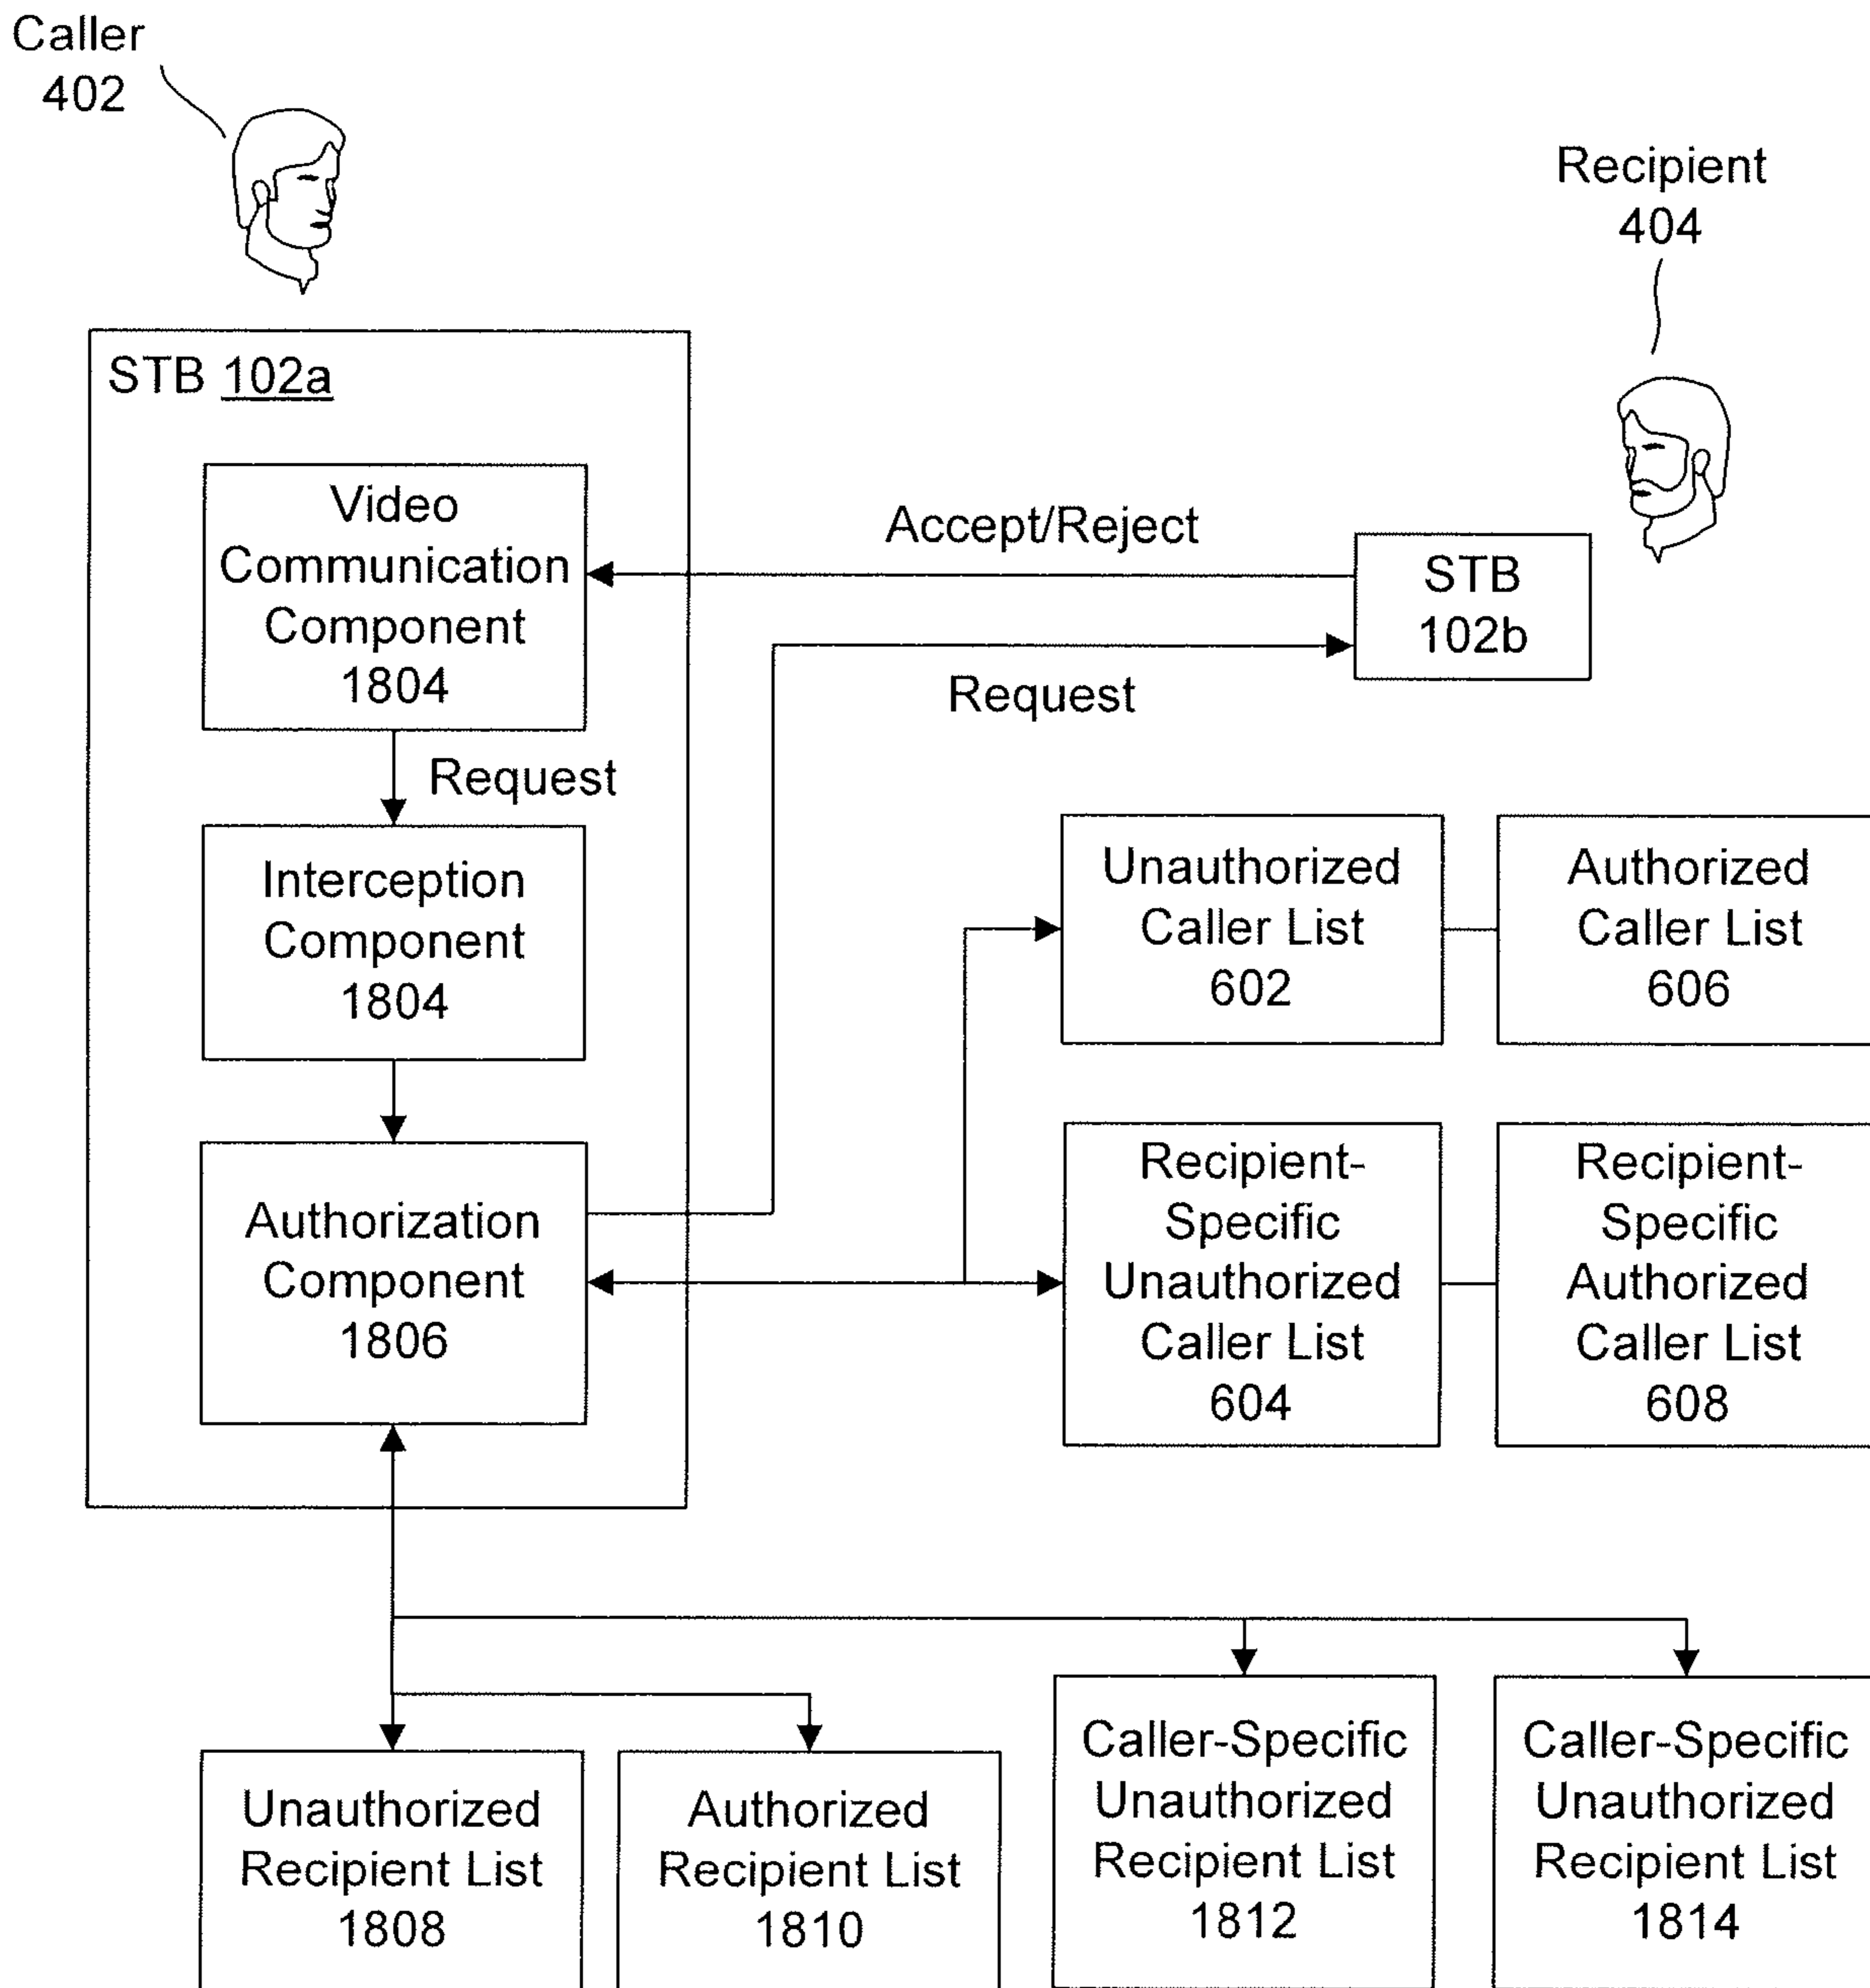 Caller
402
Recipient
404
STB 102a
Video
Communication
Component
1804
Accept/Reject
STB
102b
Request
Request
Interception
Component
1804
Unauthorized
Caller List
602
Authorized
Caller List
606
Authorization
Component
1806
Recipient-
Specific
Unauthorized
Caller List
604
Recipient-
Specific
Authorized
Caller List
608
Unauthorized
Recipient List
1808
Authorized
Recipient List
1810
Caller-Specific
Unauthorized
Recipient List
1812
Caller-Specific
Unauthorized
Recipient List
1814